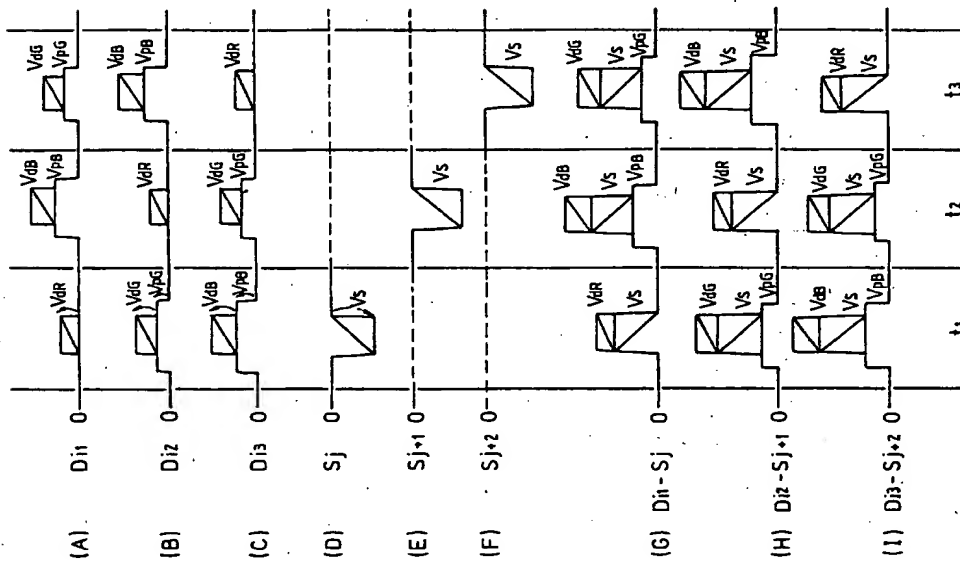 (A) Di1 0 VdR VdB VpB VdG VpG
(B) Di2 0 VdG VpG VdR VdB VpB
(C) Di3 0 VdB VpB VdG VpG VdR
(D) Sj 0 Vs
(E) Sj+1 0 Vs
(F) Sj+2 0 Vs
(G) Di1-Sj 0 VdR Vs VdB Vs VpB VdG Vs VpG
(H) Di2-Sj+1 0 VdG Vs VpG VdR Vs VdB Vs VpB
(I) Di3-Sj+2 0 VdB Vs VpB VdG Vs VpG VdR Vs
t1 t2 t3